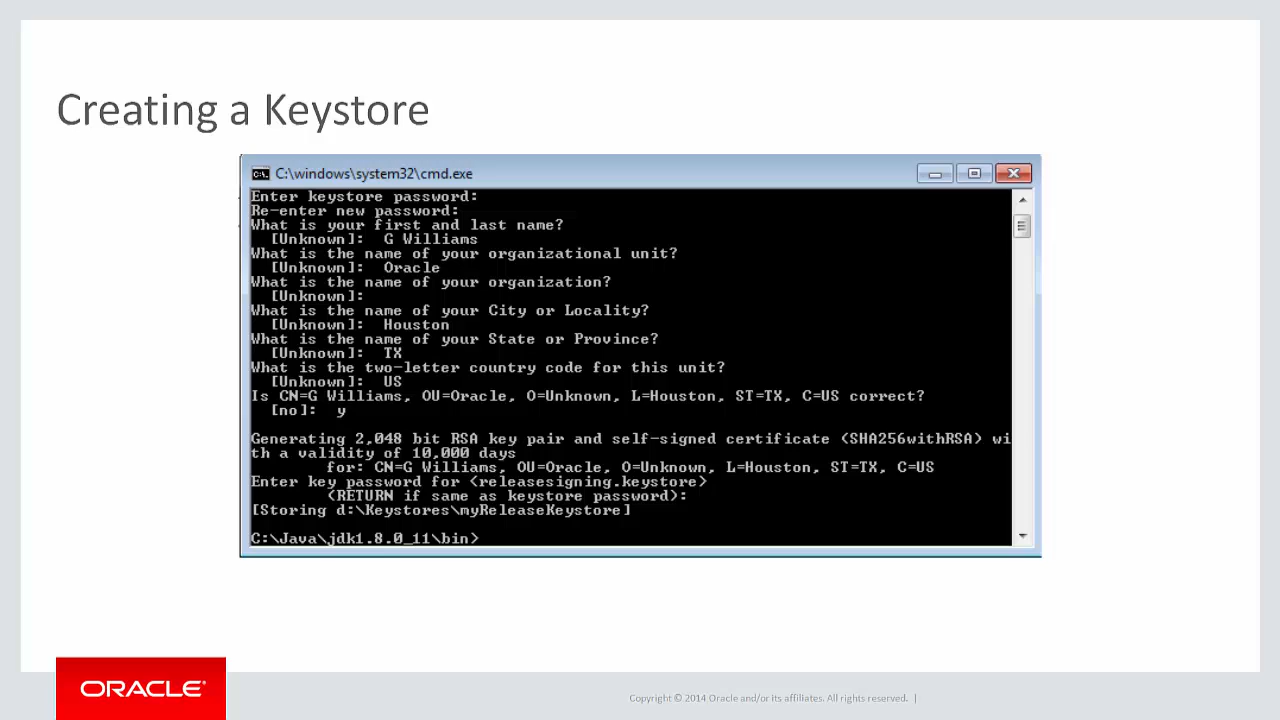 Creating a Keystore
C:\windows\system32\cmd.exe
Enter keystore password:
Re-enter new password:
What is your first and last name?
[Unknown]: G Williams
What is the name of your organizational unit?
[Unknown]: Oracle
What is the name of your organization?
[Unknown]:
What is the name of your City or Locality?
[Unknown]: Houston
What is the name of your State or Province?
[Unknown]: TX
What is the two-letter country code for this unit?
[Unknown]: US
Is CN=G Williams, OU=Oracle, O=Unknown, L=Houston, ST=TX, C=US correct?
[no]: y
Generating 2,048 bit RSA key pair and self-signed certificate (SHA256withRSA) wi
th a validity of 10,000 days
for: CN=G Williams, OU=Oracle, O=Unknown, L=Houston, ST=TX, C=US
Enter key password for <releasesigning.keystore>
(RETURN if same as keystore password):
[Storing d:\Keystores\myReleaseKeystore]
C:\Java\jdk1.8.0_11\bin>
ORACLE®
Copyright © 2014 Oracle and/or its affiliates. All rights reserved. |